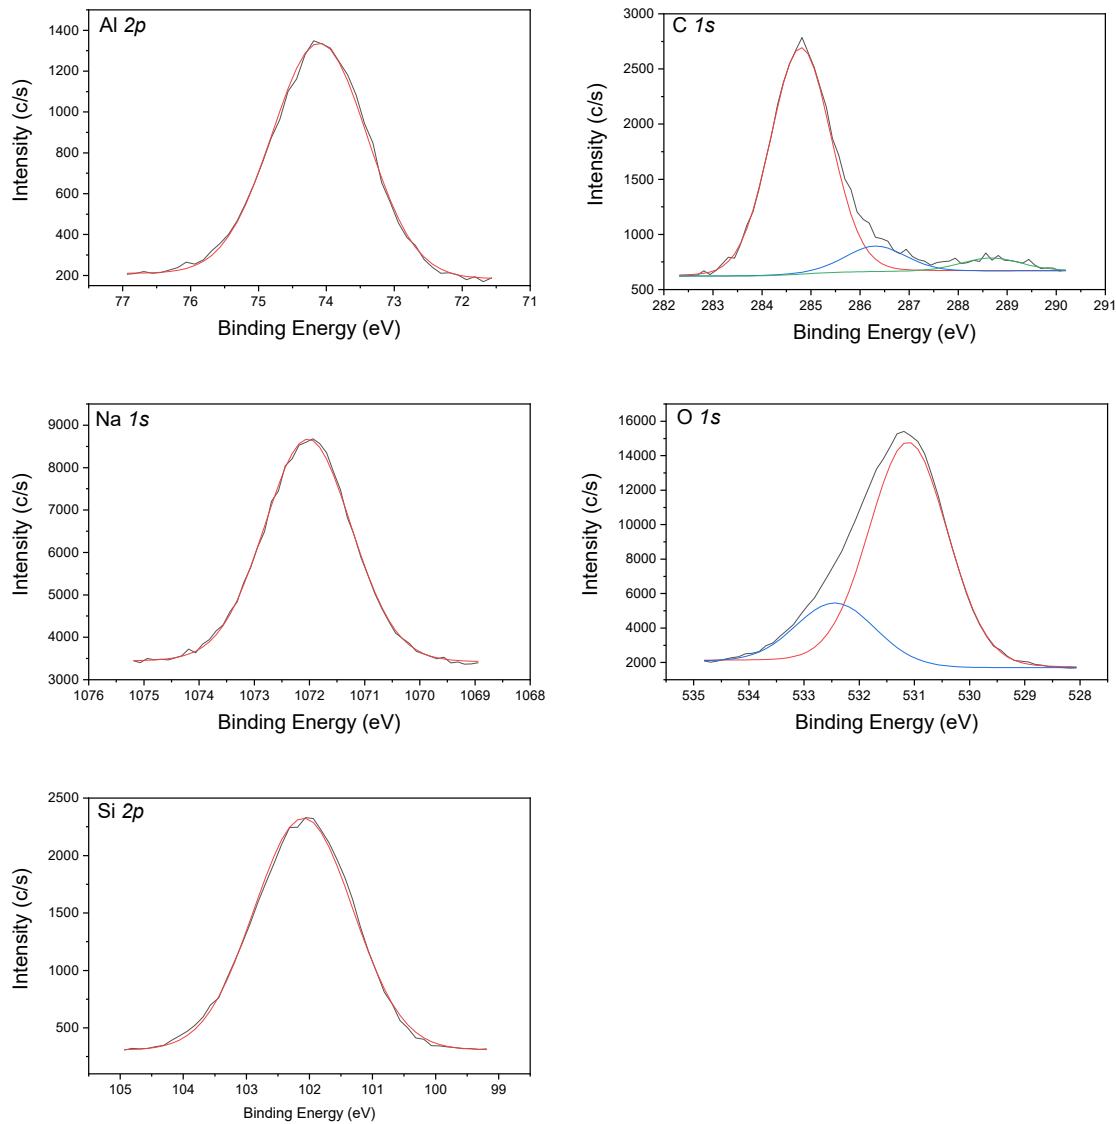 Al 2p
1400
1200
1000
800
600
400
200
77 76 75 74 73 72 71
Intensity (c/s)
Binding Energy (eV)
C 1s
3000
2500
2000
1500
1000
500
282 283 284 285 286 287 288 289 290 291
Intensity (c/s)
Binding Energy (eV)
Na 1s
9000
8000
7000
6000
5000
4000
3000
1076 1075 1074 1073 1072 1071 1070 1069 1068
Intensity (c/s)
Binding Energy (eV)
O 1s
16000
14000
12000
10000
8000
6000
4000
2000
535 534 533 532 531 530 529 528
Intensity (c/s)
Binding Energy (eV)
Si 2p
2500
2000
1500
1000
500
105 104 103 102 101 100 99
Intensity (c/s)
Binding Energy (eV)